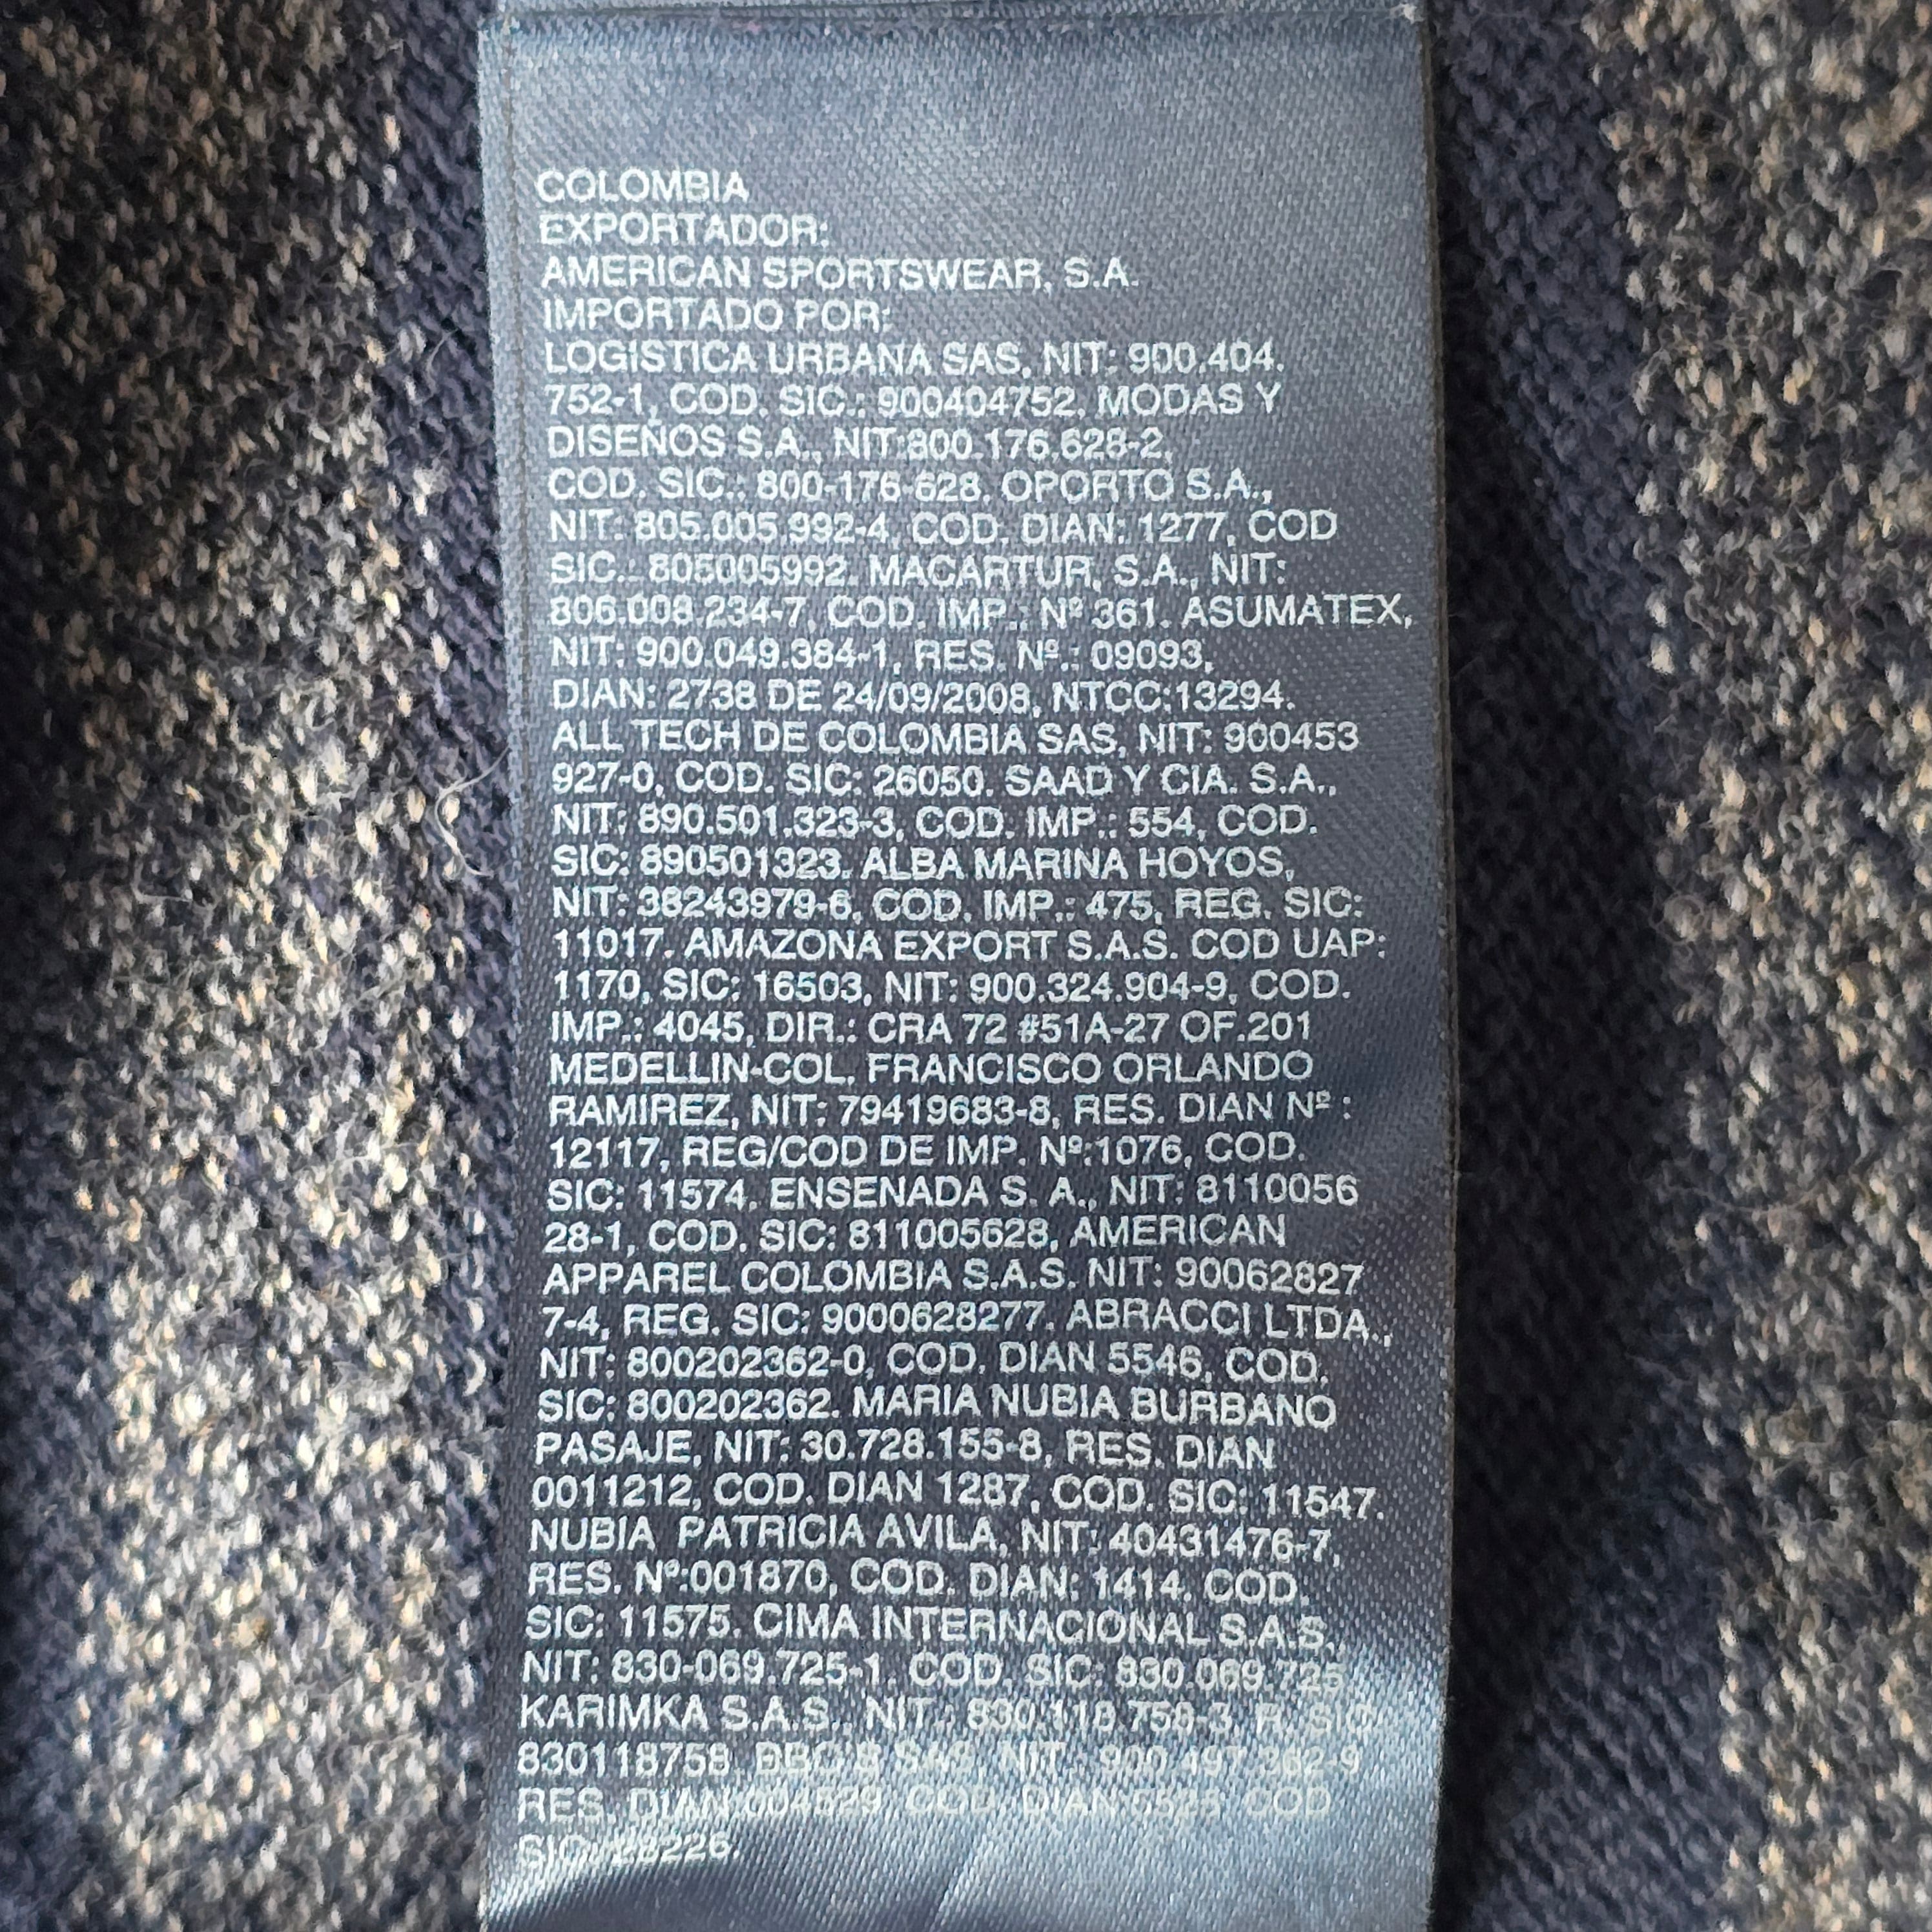 COLOMBIA
EXPORTADOR:
AMERICAN SPORTSWEAR, S.A.
IMPORTADO POR:
LOGISTICA URBANA SAS, NIT: 900.404.
752-1, COD. SIC.: 900404752, MODAS Y
DISEÑOS S.A., NIT:800.176.628-2,
COD. SIC.: 800-176-628. OPORTO S.A.,
NIT: 805.005.992-4, COD. DIAN: 1277, COD
SIC.: 805005992. MACARTUR, S.A., NIT:
806.008.234-7, COD. IMP.: Nº 361. ASUMATEX,
NIT: 900.049.384-1, RES. Nº.: 09093,
DIAN: 2738 DE 24/09/2008, NTCC:13294.
ALL TECH DE COLOMBIA SAS, NIT: 900453
927-0, COD. SIC: 26050. SAAD Y CIA. S.A.,
NIT: 890.501.323-3, COD. IMP.: 554, COD.
SIC: 890501323. ALBA MARINA HOYOS,
NIT: 38243979-6, COD. IMP.: 475, REG. SIC:
11017. AMAZONA EXPORT S.A.S. COD UAP:
1170, SIC: 16503, NIT: 900.324.904-9, COD.
IMP.: 4045, DIR.: CRA 72 #51A-27 OF.201
MEDELLIN-COL. FRANCISCO ORLANDO
RAMIREZ, NIT: 79419683-8, RES. DIAN Nº :
12117, REG/COD DE IMP. Nº:1076, COD.
SIC: 11574. ENSENADA S. A., NIT: 8110056
28-1, COD. SIC: 811005628, AMERICAN
APPAREL COLOMBIA S.A.S. NIT: 90062827
7-4, REG. SIC: 9000628277. ABRACCI LTDA.,
NIT: 800202362-0, COD. DIAN 5546, COD.
SIC: 800202362. MARIA NUBIA BURBANO
PASAJE, NIT: 30.728.155-8, RES. DIAN
0011212, COD. DIAN 1287, COD. SIC: 11547.
NUBIA PATRICIA AVILA, NIT: 40431476-7,
RES. Nº:001870, COD. DIAN: 1414. COD.
SIC: 11575. CIMA INTERNACIONAL S.A.S,
NIT: 830-069.725-1. COD. SIC: 830.069.725
KARIMKA S.A.S., NIT.: 830.118.758-3, R. SIC.
830118758. SAS, NIT.: 900.497.362-9
RES. DIAN COD. DIAN COD
SIC: